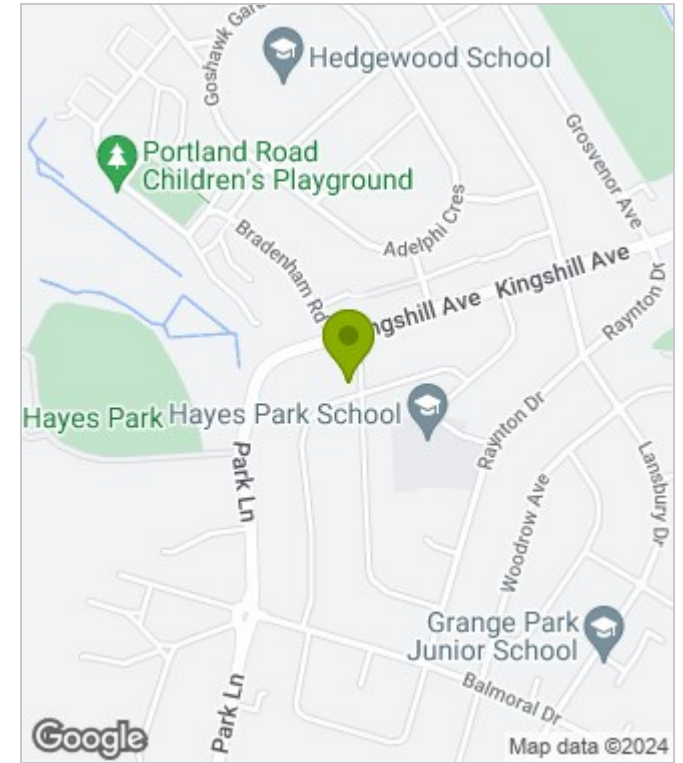 Goshawk Gard
Hedgewood School
Grosvenor Ave
Portland Road
Children's Playground
Adelphi Cres
Bradenham Rd
Kingshill Ave
ngshill Ave
Raynton Dr
Hayes Park
Hayes Park School
Raynton Dr
Park Ln
Lansbury Dr
Woodrow Ave
Grange Park
Junior School
Balmoral Dr
Park Ln
Google
Map data ©2024